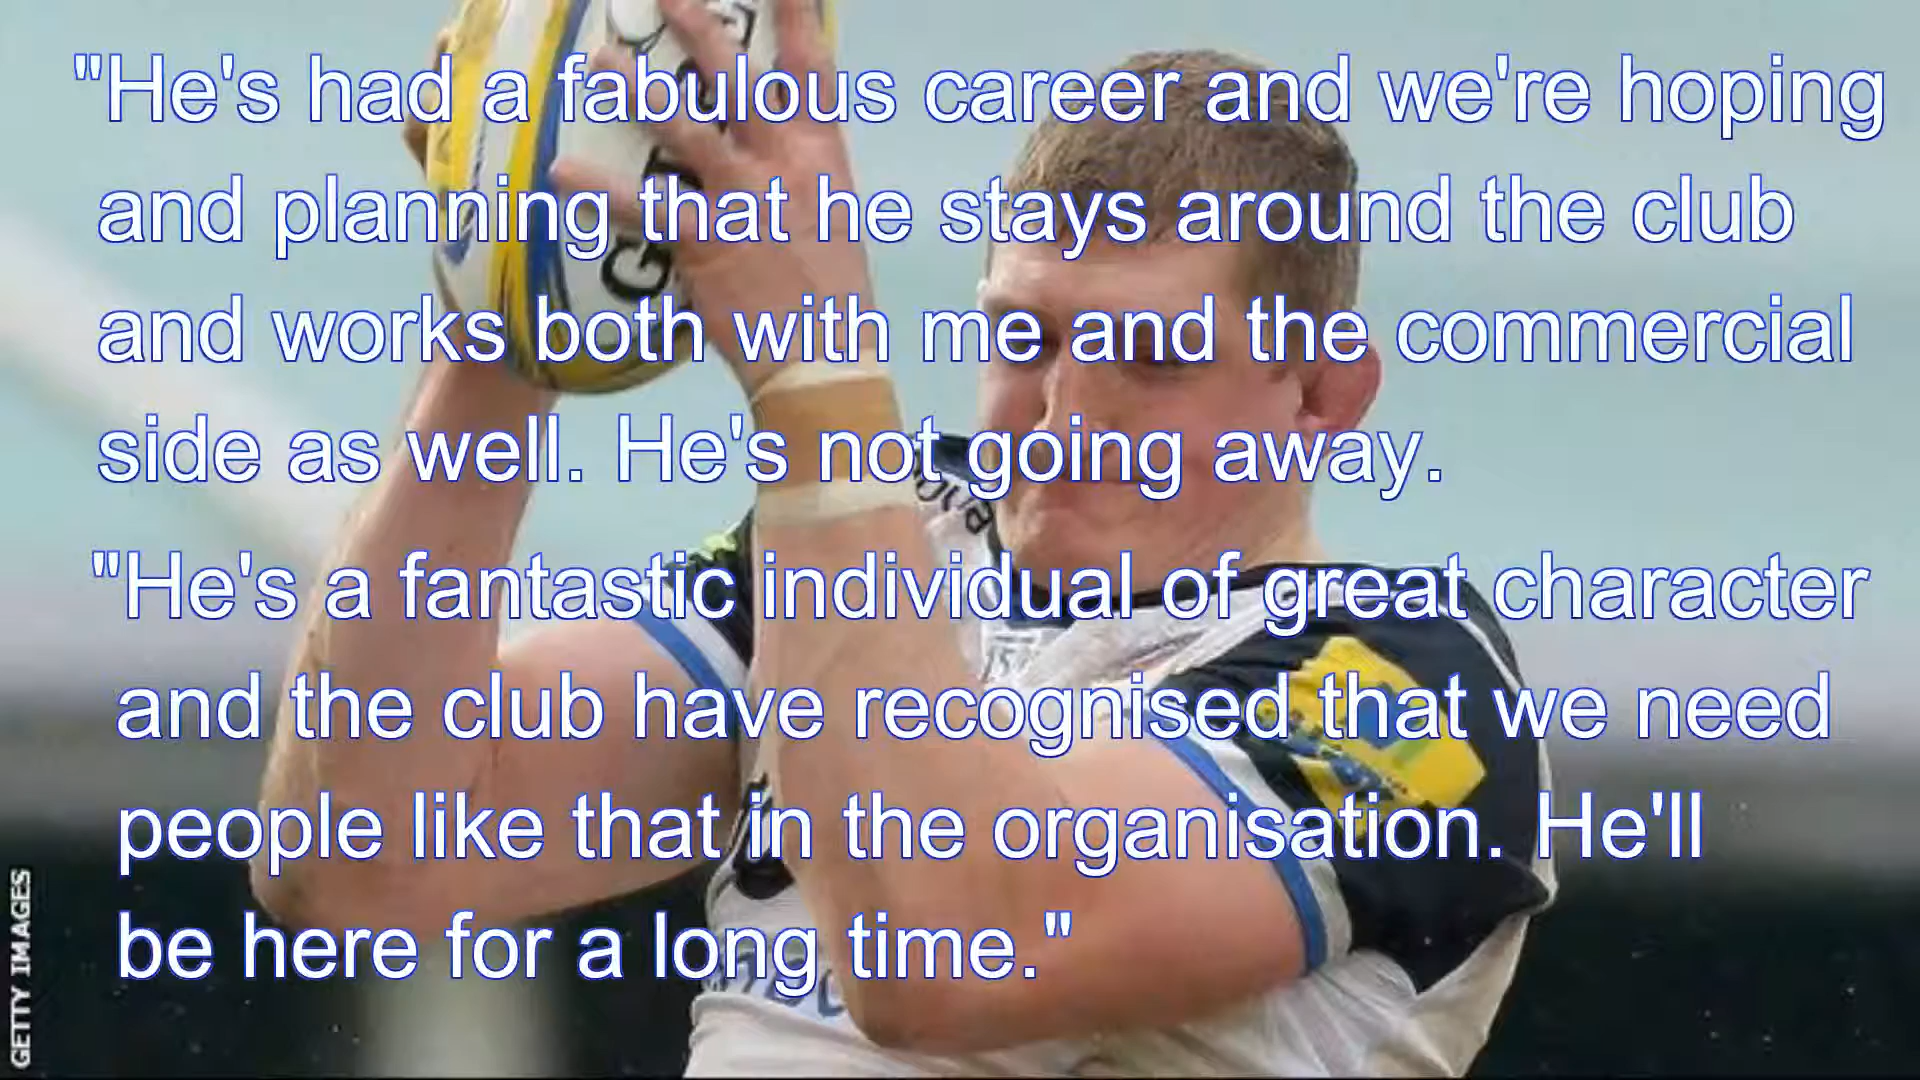 "He's had a fabulous career and we're hoping
and planning that he stays around the club
and works both with me and the commercial
side as well. He's not going away.
"He's a fantastic individual of great character
and the club have recognised that we need
people like that in the organisation. He'll
be here for a long time."
GETTY IMAGES